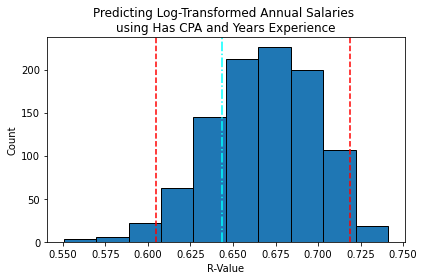 Predicting Log-Transformed Annual Salaries
using Has CPA and Years Experience
Count
200
150
100
50
0
0.550 0.575 0.600 0.625 0.650 0.675 0.700 0.725 0.750
R-Value